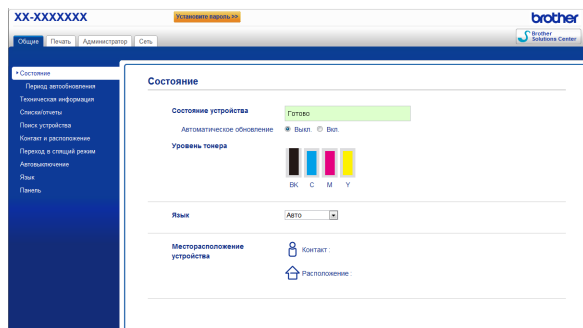 XX-XXXXXXX
Установите пароль >>
brother
Общие
Печать
Администратор
Сеть
Brother
Solutions Center
Состояние
Период автообновления
Техническая информация
Списки/отчеты
Поиск устройства
Контакт и расположение
Переход в спящий режим
Автовыключение
Язык
Панель
Состояние
Состояние устройства
Готово
Автоматическое обновление
Выкл.
Вкл.
Уровень тонера
BK C M Y
Язык
Авто
Месторасположение
устройства
Контакт :
Расположение :